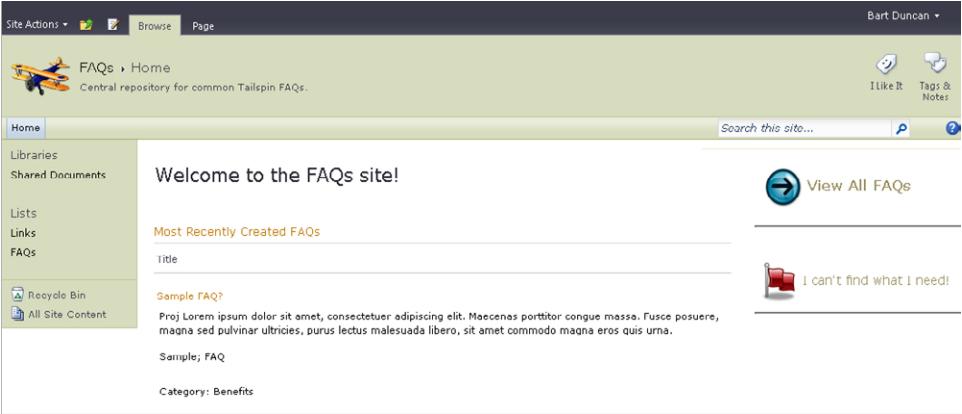 Site Actions
Browse
Page
Bart Duncan
FAQs › Home
Central repository for common Tailspin FAQs.
I Like It
Tags &
Notes
Home
Search this site...
Libraries
Shared Documents
Lists
Links
FAQs
Recycle Bin
All Site Content
Welcome to the FAQs site!
Most Recently Created FAQs
Title
Sample FAQ?
Proj Lorem ipsum dolor sit amet, consectetuer adipiscing elit. Maecenas porttitor congue massa. Fusce posuere,
magna sed pulvinar ultricies, purus lectus malesuada libero, sit amet commodo magna eros quis urna.
Sample; FAQ
Category: Benefits
View All FAQs
I can't find what I need!